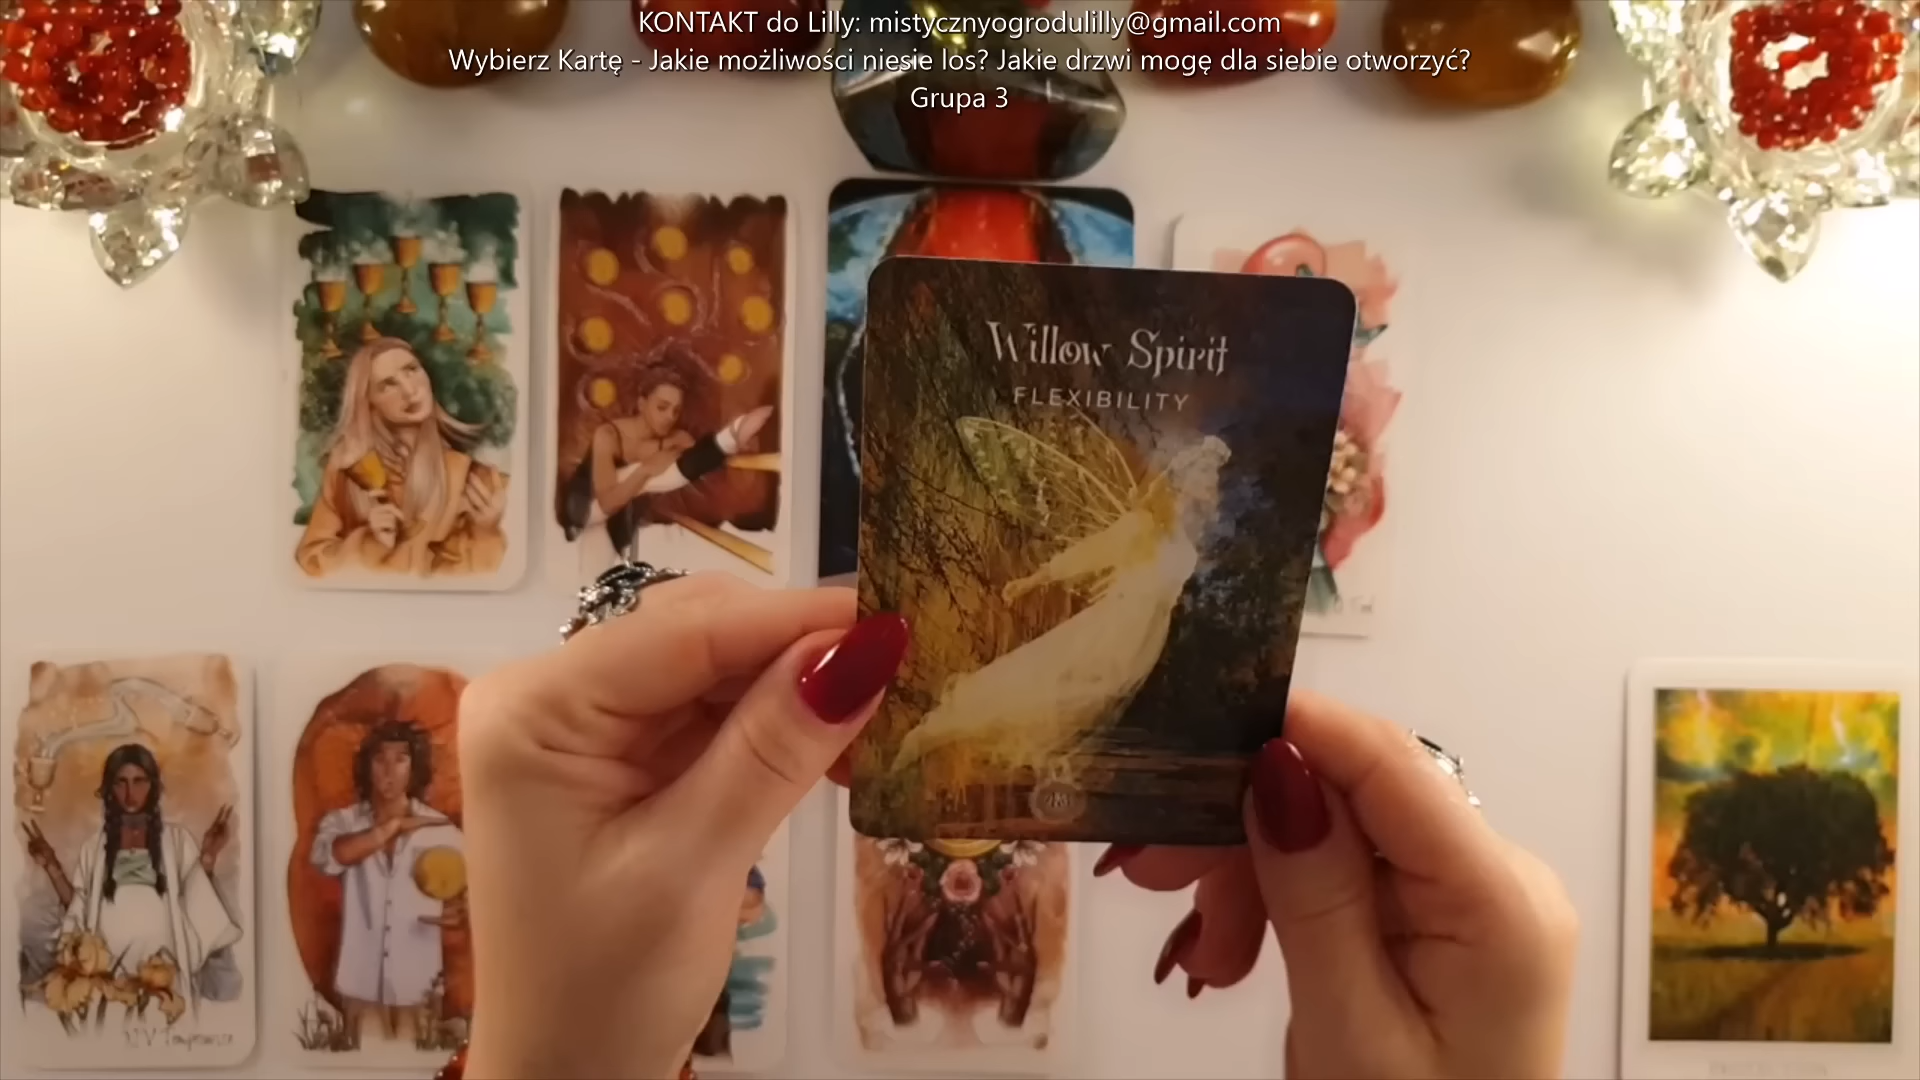 KONTAKT do Lilly: mistycznyogrodulilly@gmail.com
Wybierz Kartę - Jakie możliwości niesie los? Jakie drzwi mogę dla siebie otworzyć?
Grupa 3
Willow Spirit
FLEXIBILITY